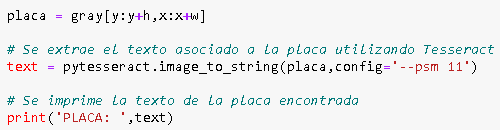 placa = gray[y:y+h,x:x+w]
# Se extrae el texto asociado a la placa utilizando Tesseract
text = pytesseract.image_to_string(placa,config='--psm 11')
# Se imprime el texto de la placa encontrada
print('PLACA: ',text)